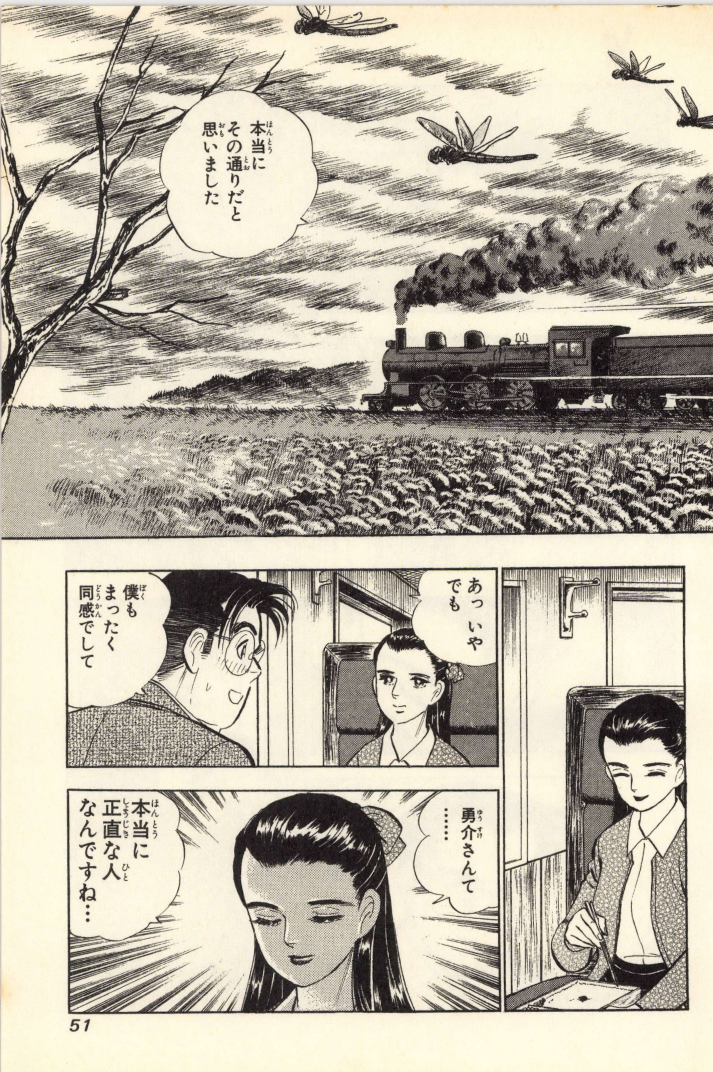 本当に
その通りだと
思いました
あっ いや
でも
僕も
まったく
同感でして
勇介さんて
……
本当に
正直な人
なんですね…
51